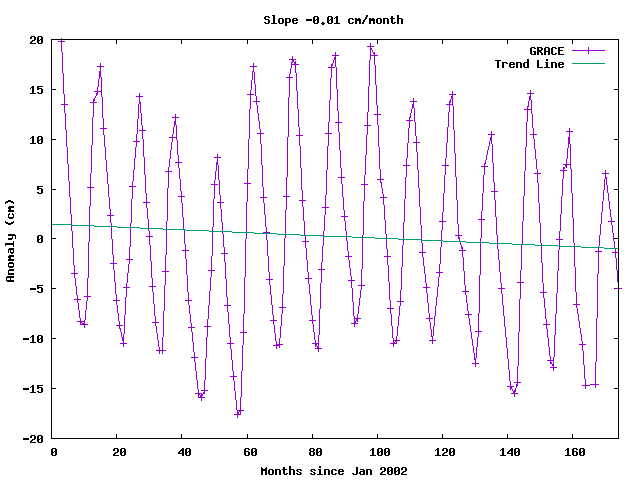 Slope -0.01 cm/month
GRACE
Trend Line
20
15
10
5
0
-5
-10
-15
-20
Anomaly (cm)
0 20 40 60 80 100 120 140 160
Months since Jan 2002